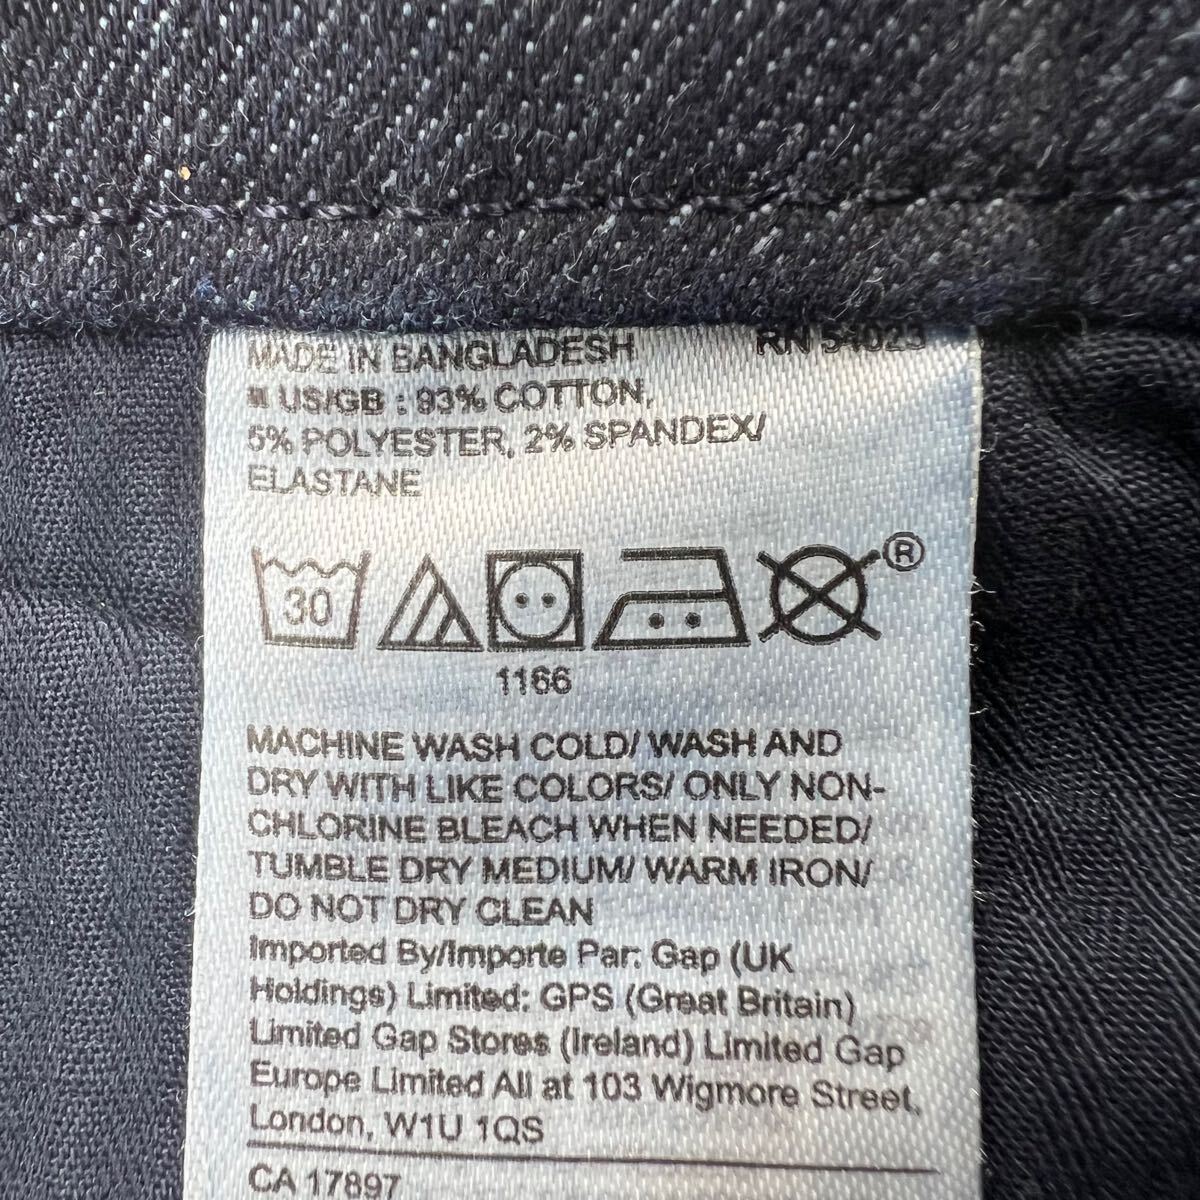 MADE IN BANGLADESH RN 54023
■ US/GB : 93% COTTON,
5% POLYESTER, 2% SPANDEX/
ELASTANE
30 ®
1166
MACHINE WASH COLD/ WASH AND
DRY WITH LIKE COLORS/ ONLY NON-
CHLORINE BLEACH WHEN NEEDED/
TUMBLE DRY MEDIUM/ WARM IRON/
DO NOT DRY CLEAN
Imported By/Importe Par: Gap (UK
Holdings) Limited: GPS (Great Britain)
Limited Gap Stores (Ireland) Limited Gap
Europe Limited All at 103 Wigmore Street,
London, W1U 1QS
CA 17897